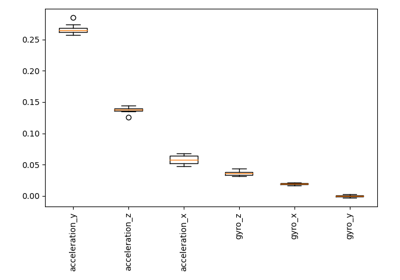 0.25
0.20
0.15
0.10
0.05
0.00
acceleration_y
acceleration_z
acceleration_x
gyro_z
gyro_x
gyro_y